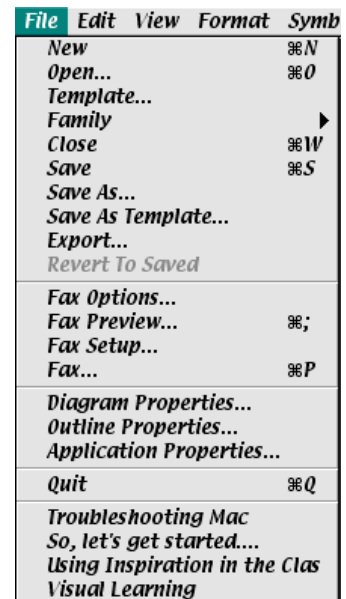 File Edit View Format Symb
New ⌘N
Open... ⌘O
Template...
Family
Close ⌘W
Save ⌘S
Save As...
Save As Template...
Export...
Revert To Saved
Fax Options...
Fax Preview... ⌘;
Fax Setup...
Fax... ⌘P
Diagram Properties...
Outline Properties...
Application Properties...
Quit ⌘Q
Troubleshooting Mac
So, let's get started....
Using Inspiration in the Clas
Visual Learning